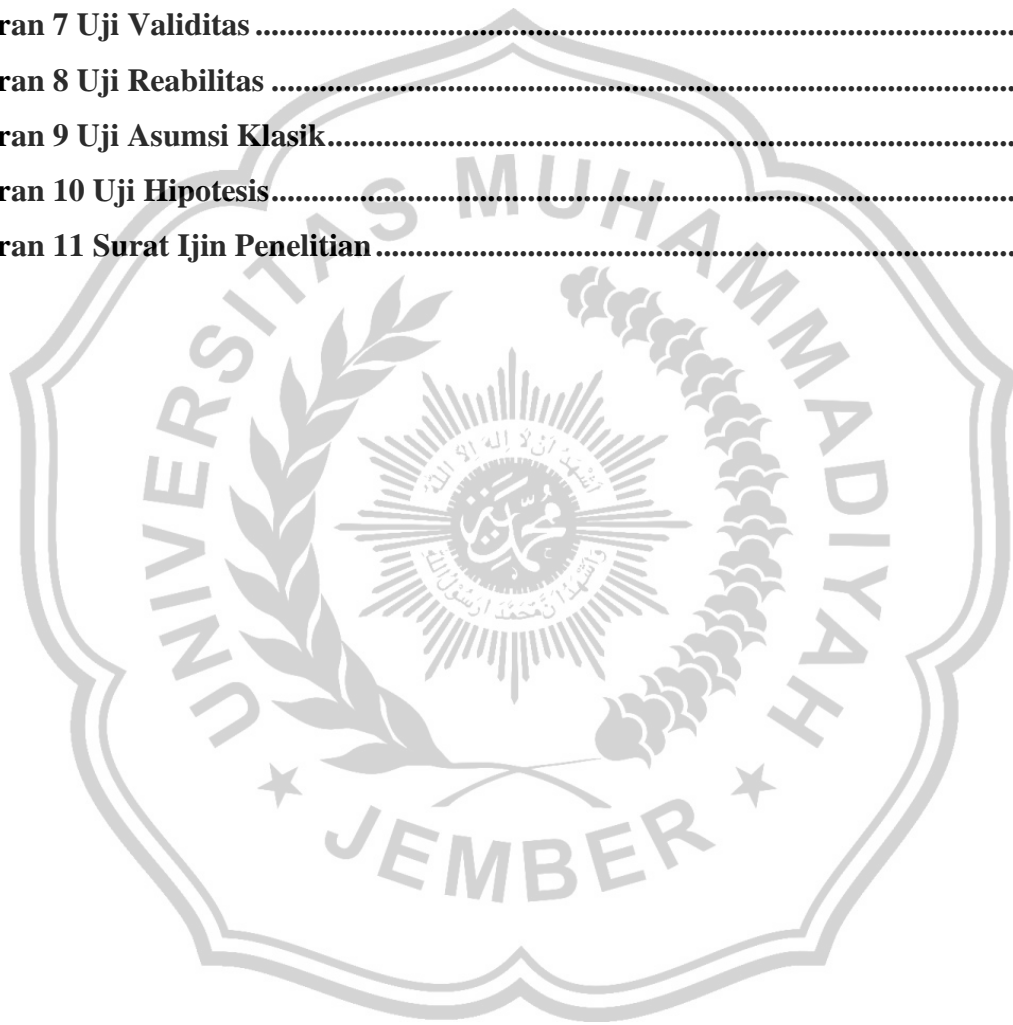 ran 7 Uji Validitas ........................................................................................
ran 8 Uji Reabilitas ......................................................................................
ran 9 Uji Asumsi Klasik...............................................................................
ran 10 Uji Hipotesis......................................................................................
ran 11 Surat Ijin Penelitian .........................................................................
UNIVERSITAS MUHAMMADIYAH
JEMBER